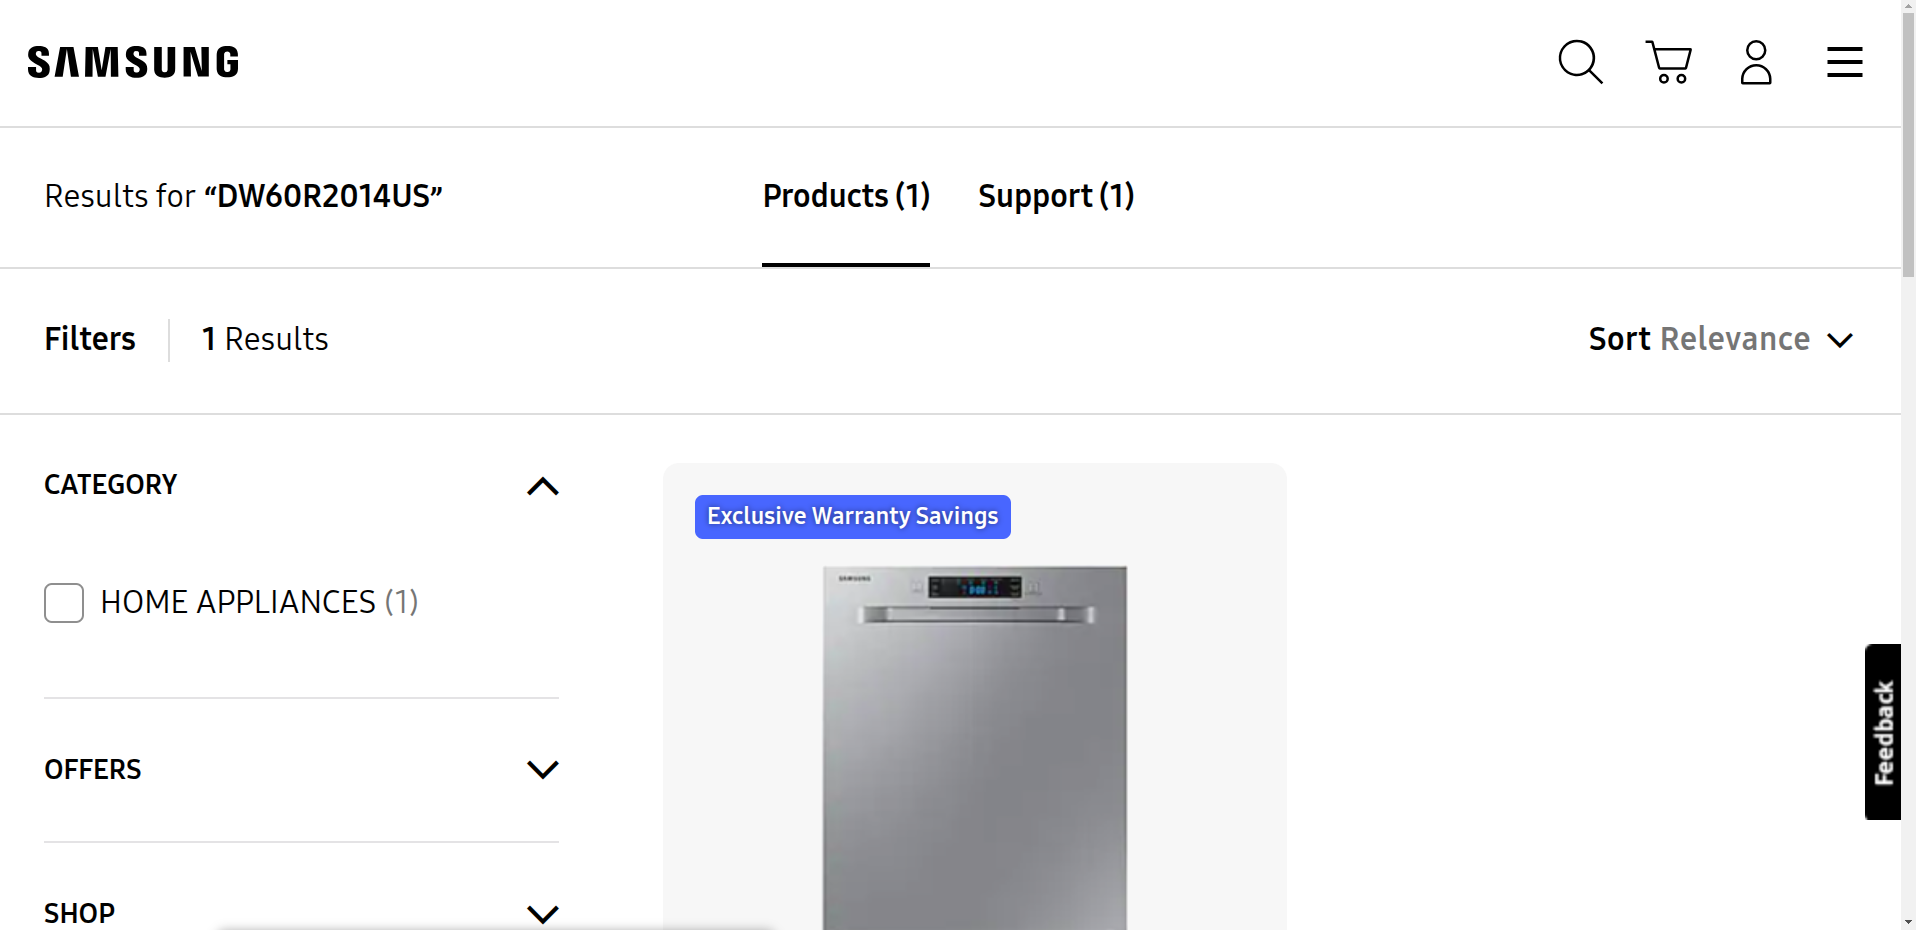 SAMSUNG
Results for “DW60R2014US”
Products (1)
Support (1)
Filters
1 Results
Sort Relevance
CATEGORY
HOME APPLIANCES (1)
OFFERS
SHOP
Exclusive Warranty Savings
SAMSUNG
Feedback